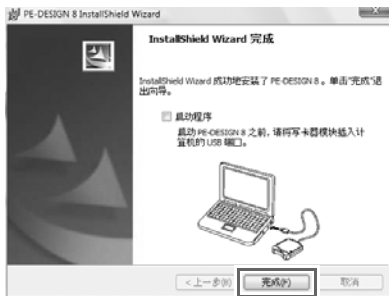 PE-DESIGN 8 InstallShield Wizard
InstallShield Wizard 完成
InstallShield Wizard 成功地安装了 PE-DESIGN 8 。单击“完成”退
出向导。
启动程序
启动 PE-DESIGN 8 之前，请将写卡器模块插入计
算机的 USB 端口。
<上一步(B)
完成(F)
取消